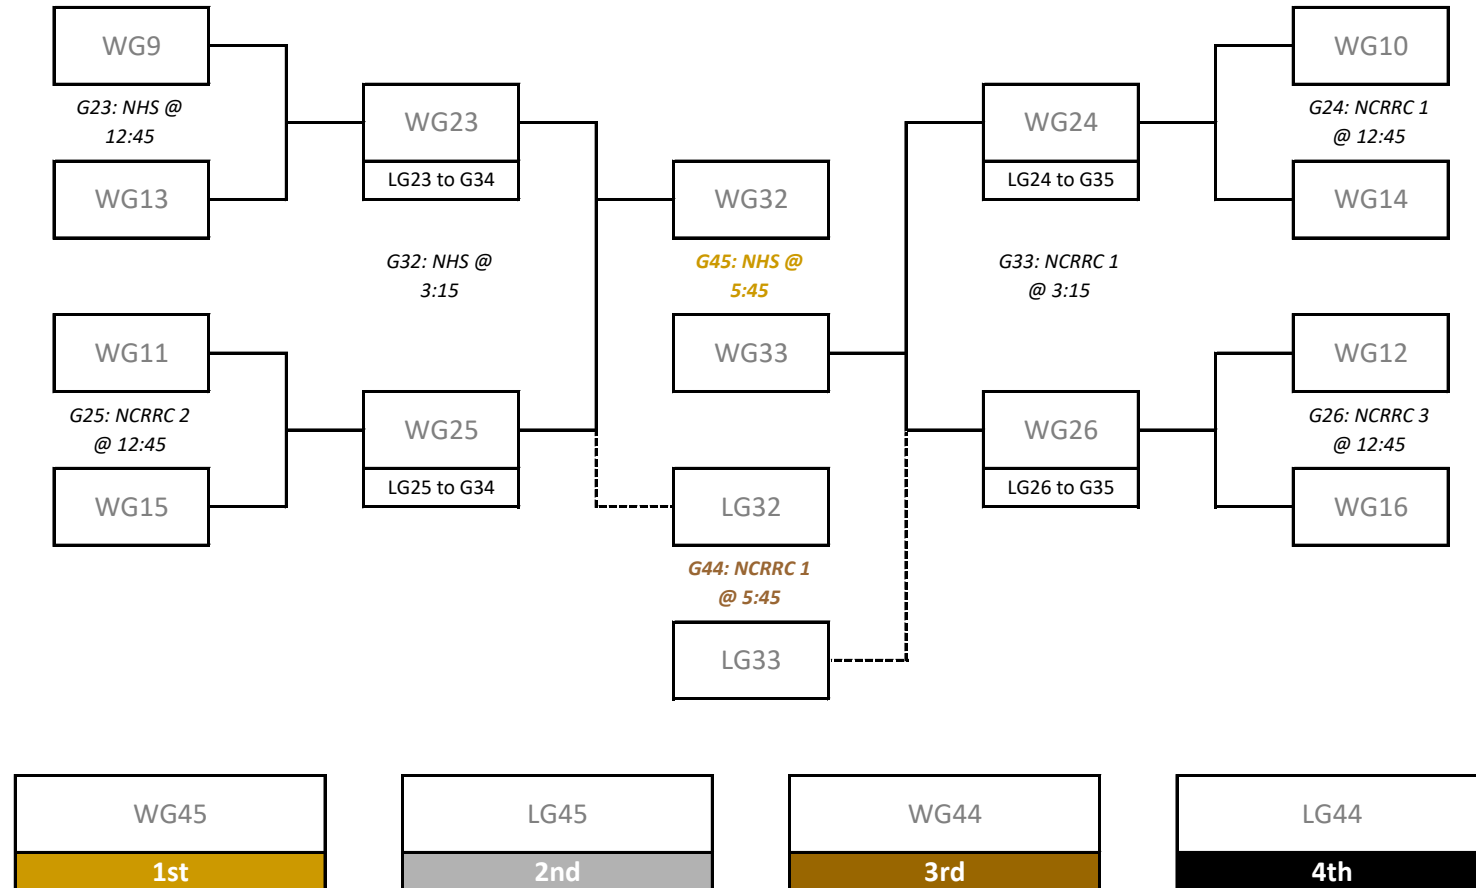 WG9
G23: NHS @
12:45
WG13
WG23
LG23 to G34
G32: NHS @
3:15
WG11
G25: NCRRC 2
@ 12:45
WG15
WG25
LG25 to G34
WG32
G45: NHS @
5:45
WG33
LG32
G44: NCRRC 1
@ 5:45
LG33
WG24
LG24 to G35
G33: NCRRC 1
@ 3:15
WG26
LG26 to G35
WG10
G24: NCRRC 1
@ 12:45
WG14
WG12
G26: NCRRC 3
@ 12:45
WG16
WG45
1st
LG45
2nd
WG44
3rd
LG44
4th